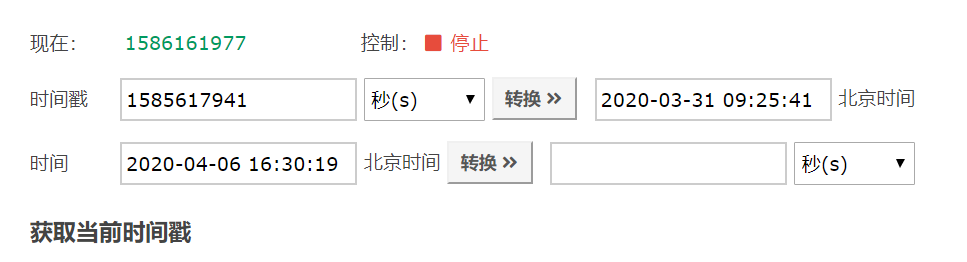 现在： 1586161977 控制： 停止
时间戳 1585617941 秒(s) 转换 2020-03-31 09:25:41 北京时间
时间 2020-04-06 16:30:19 北京时间 转换 秒(s)
获取当前时间戳